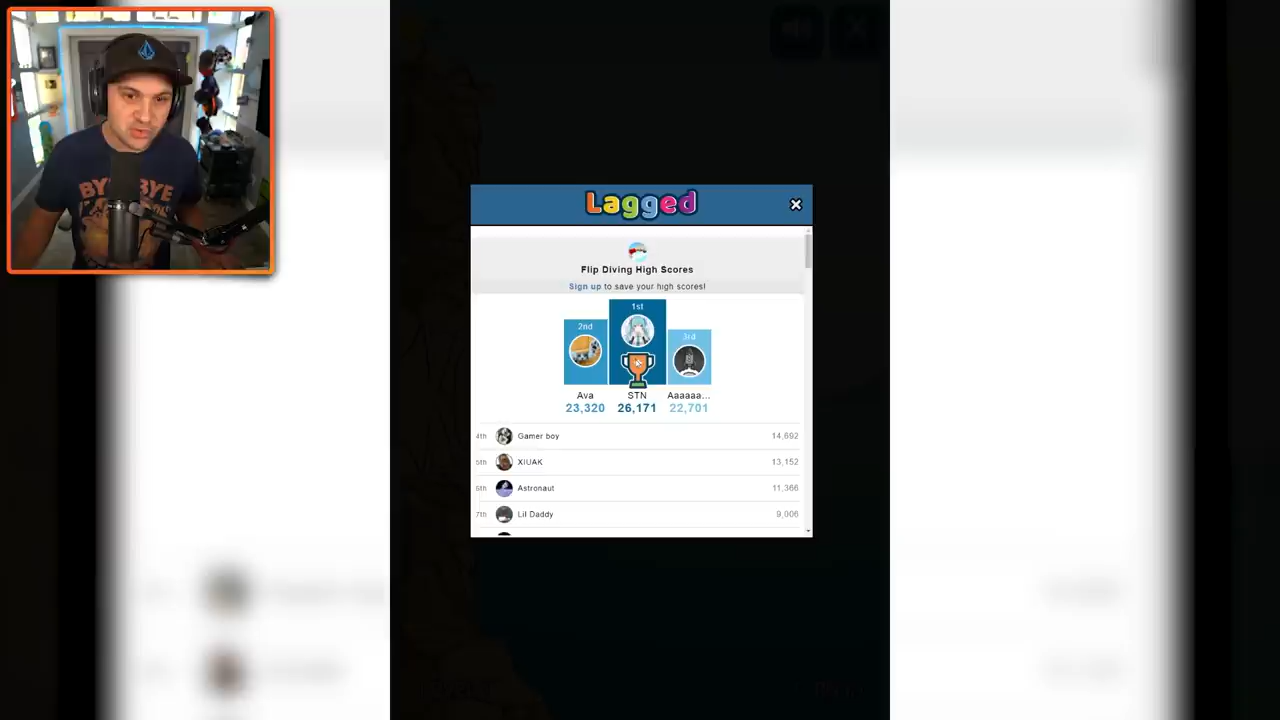 BYE BYE
Lagged
Flip Diving High Scores
Sign up to save your high scores!
1st
2nd
3rd
Ava
STN
Aaaaaa...
23,320
26,171
22,701
4th Gamer boy 14,692
5th XIUAK 13,152
6th Astronaut 11,366
7th Lil Daddy 9,006